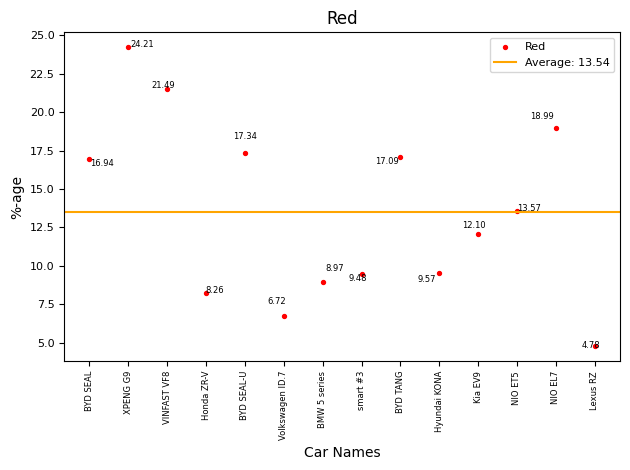 Red
25.0
22.5
20.0
17.5
15.0
12.5
10.0
7.5
5.0
%-age
Red
Average: 13.54
16.94
24.21
21.49
8.26
17.34
6.72
8.97
9.48
17.09
9.57
12.10
13.57
18.99
4.78
BYD SEAL
XPENG G9
VINFAST VF8
Honda ZR-V
BYD SEAL-U
Volkswagen ID.7
BMW 5 series
smart #3
BYD TANG
Hyundai KONA
Kia EV9
NIO ET5
NIO EL7
Lexus RZ
Car Names